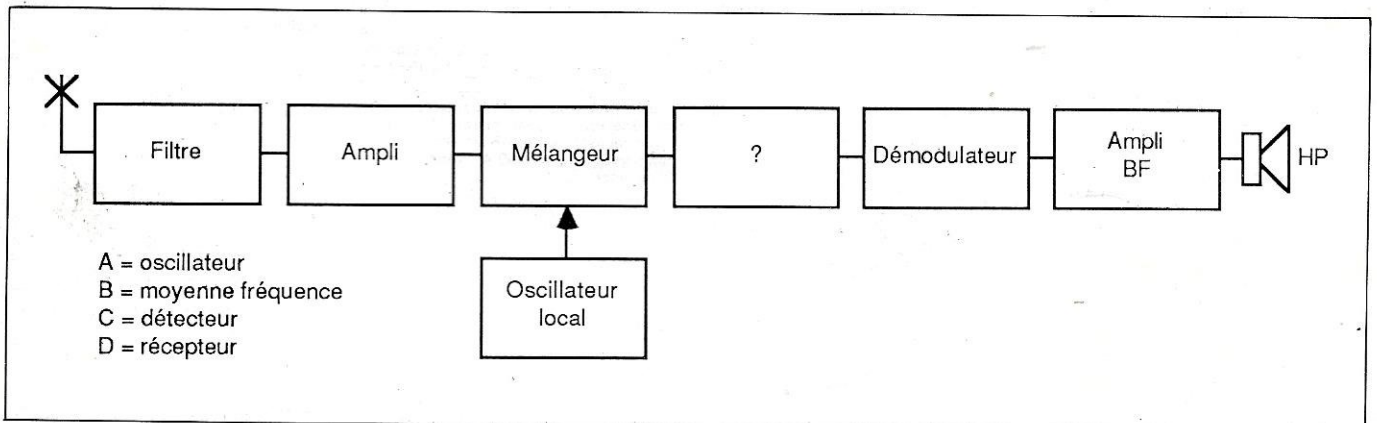 Filtre
Ampli
Mélangeur
?
Démodulateur
Ampli
BF
HP
Oscillateur
local
A = oscillateur
B = moyenne fréquence
C = détecteur
D = récepteur